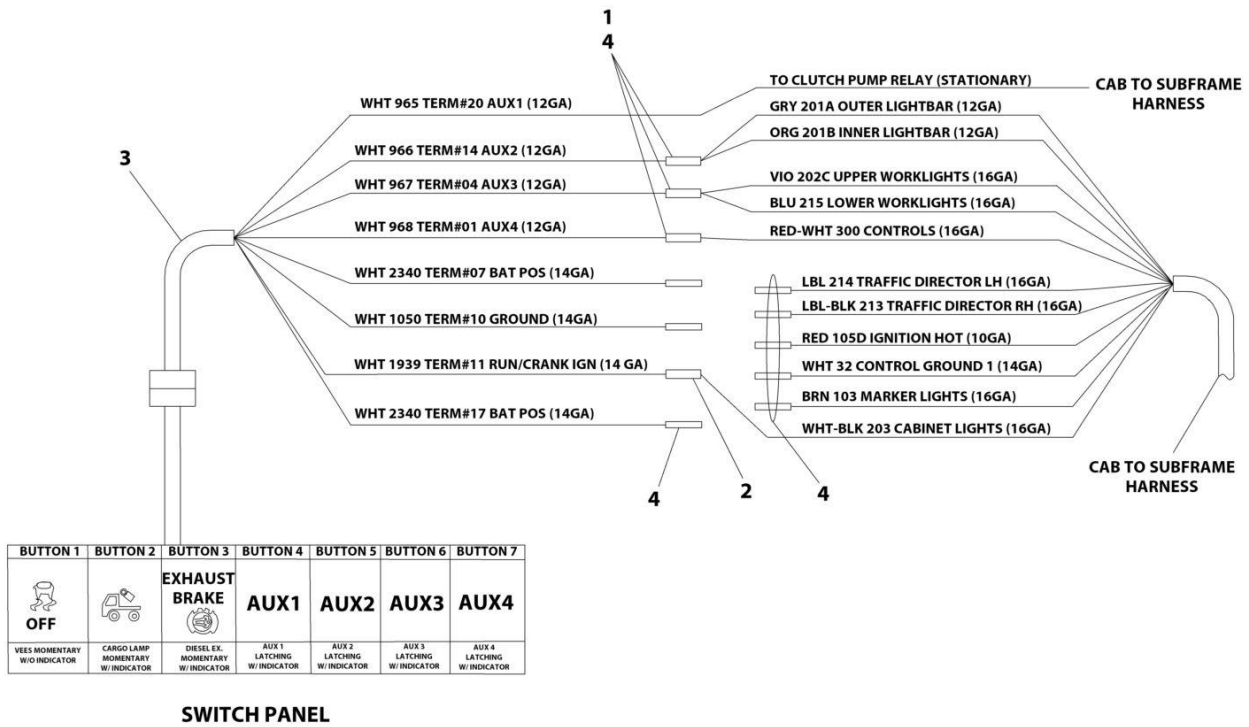 1
4
TO CLUTCH PUMP RELAY (STATIONARY)
CAB TO SUBFRAME
HARNESS
WHT 965 TERM#20 AUX1 (12GA)
GRY 201A OUTER LIGHTBAR (12GA)
ORG 201B INNER LIGHTBAR (12GA)
3
WHT 966 TERM#14 AUX2 (12GA)
WHT 967 TERM#04 AUX3 (12GA)
VIO 202C UPPER WORKLIGHTS (16GA)
BLU 215 LOWER WORKLIGHTS (16GA)
WHT 968 TERM#01 AUX4 (12GA)
RED-WHT 300 CONTROLS (16GA)
WHT 2340 TERM#07 BAT POS (14GA)
LBL 214 TRAFFIC DIRECTOR LH (16GA)
LBL-BLK 213 TRAFFIC DIRECTOR RH (16GA)
WHT 1050 TERM#10 GROUND (14GA)
RED 105D IGNITION HOT (10GA)
WHT 1939 TERM#11 RUN/CRANK IGN (14 GA)
WHT 32 CONTROL GROUND 1 (14GA)
BRN 103 MARKER LIGHTS (16GA)
WHT 2340 TERM#17 BAT POS (14GA)
WHT-BLK 203 CABINET LIGHTS (16GA)
CAB TO SUBFRAME
HARNESS
4
2
4
BUTTON 1 BUTTON 2 BUTTON 3 BUTTON 4 BUTTON 5 BUTTON 6 BUTTON 7
OFF
EXHAUST
BRAKE
AUX1
AUX2
AUX3
AUX4
VEES MOMENTARY
W/O INDICATOR
CARGO LAMP
MOMENTARY
W/ INDICATOR
DIESEL EX.
MOMENTARY
W/ INDICATOR
AUX 1
LATCHING
W/ INDICATOR
AUX 2
LATCHING
W/ INDICATOR
AUX 3
LATCHING
W/ INDICATOR
AUX 4
LATCHING
W/ INDICATOR
SWITCH PANEL